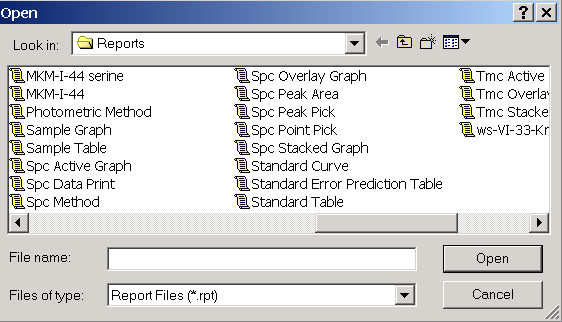 Open
Look in: Reports
MKM-I-44 serine
MKM-I-44
Photometric Method
Sample Graph
Sample Table
Spc Active Graph
Spc Data Print
Spc Method
Spc Overlay Graph
Spc Peak Area
Spc Peak Pick
Spc Point Pick
Spc Stacked Graph
Standard Curve
Standard Error Prediction Table
Standard Table
Tmc Active
Tmc Overlay
Tmc Stacke
ws-VI-33-Kr
File name: Open
Files of type: Report Files (*.rpt) Cancel